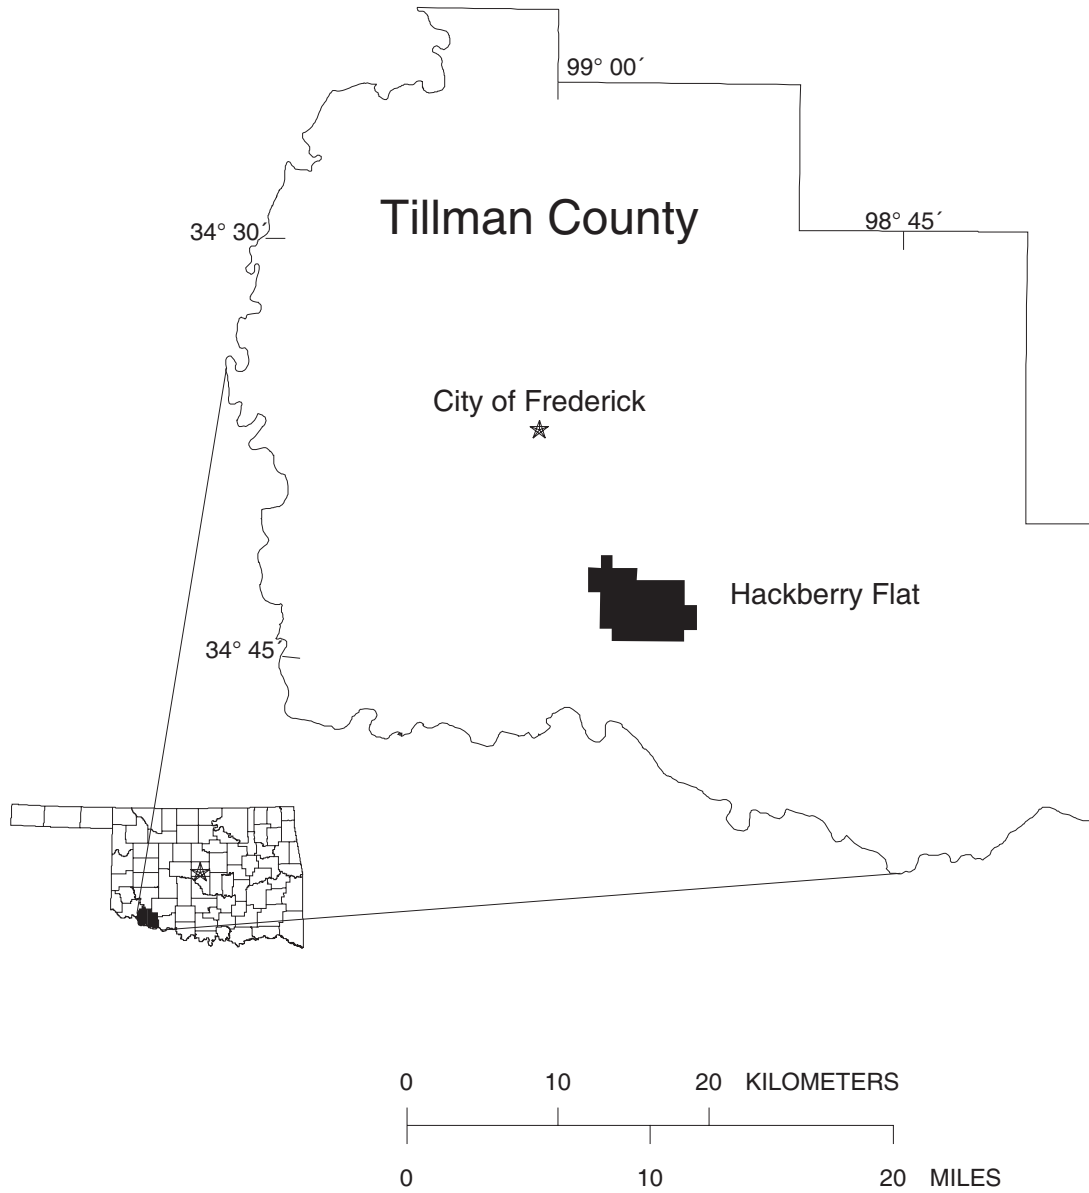 99° 00´
Tillman County
34° 30´
98° 45´
City of Frederick
Hackberry Flat
34° 45´
0 10 20 KILOMETERS
0 10 20 MILES